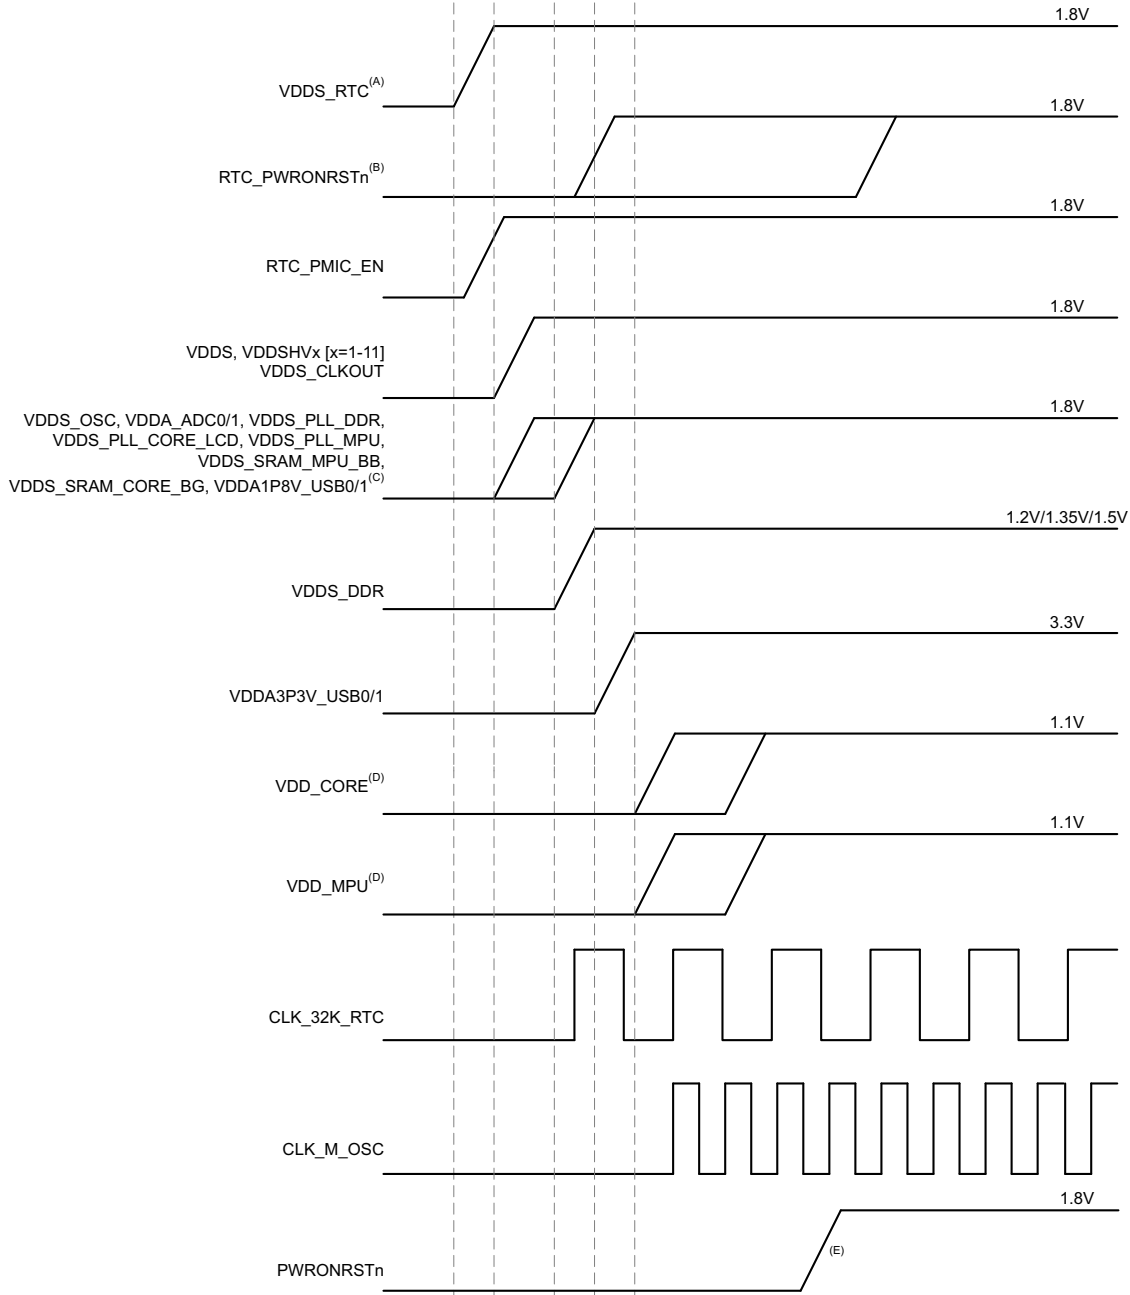 1.8V
VDDS_RTC(A)
1.8V
RTC_PWRONRSTn(B)
1.8V
RTC_PMIC_EN
1.8V
VDDS, VDDSHVx [x=1-11]
VDDS_CLKOUT
1.8V
VDDS_OSC, VDDA_ADC0/1, VDDS_PLL_DDR,
VDDS_PLL_CORE_LCD, VDDS_PLL_MPU,
VDDS_SRAM_MPU_BB,
VDDS_SRAM_CORE_BG, VDDA1P8V_USB0/1(C)
1.2V/1.35V/1.5V
VDDS_DDR
3.3V
VDDA3P3V_USB0/1
1.1V
VDD_CORE(D)
1.1V
VDD_MPU(D)
CLK_32K_RTC
CLK_M_OSC
1.8V
(E)
PWRONRSTn